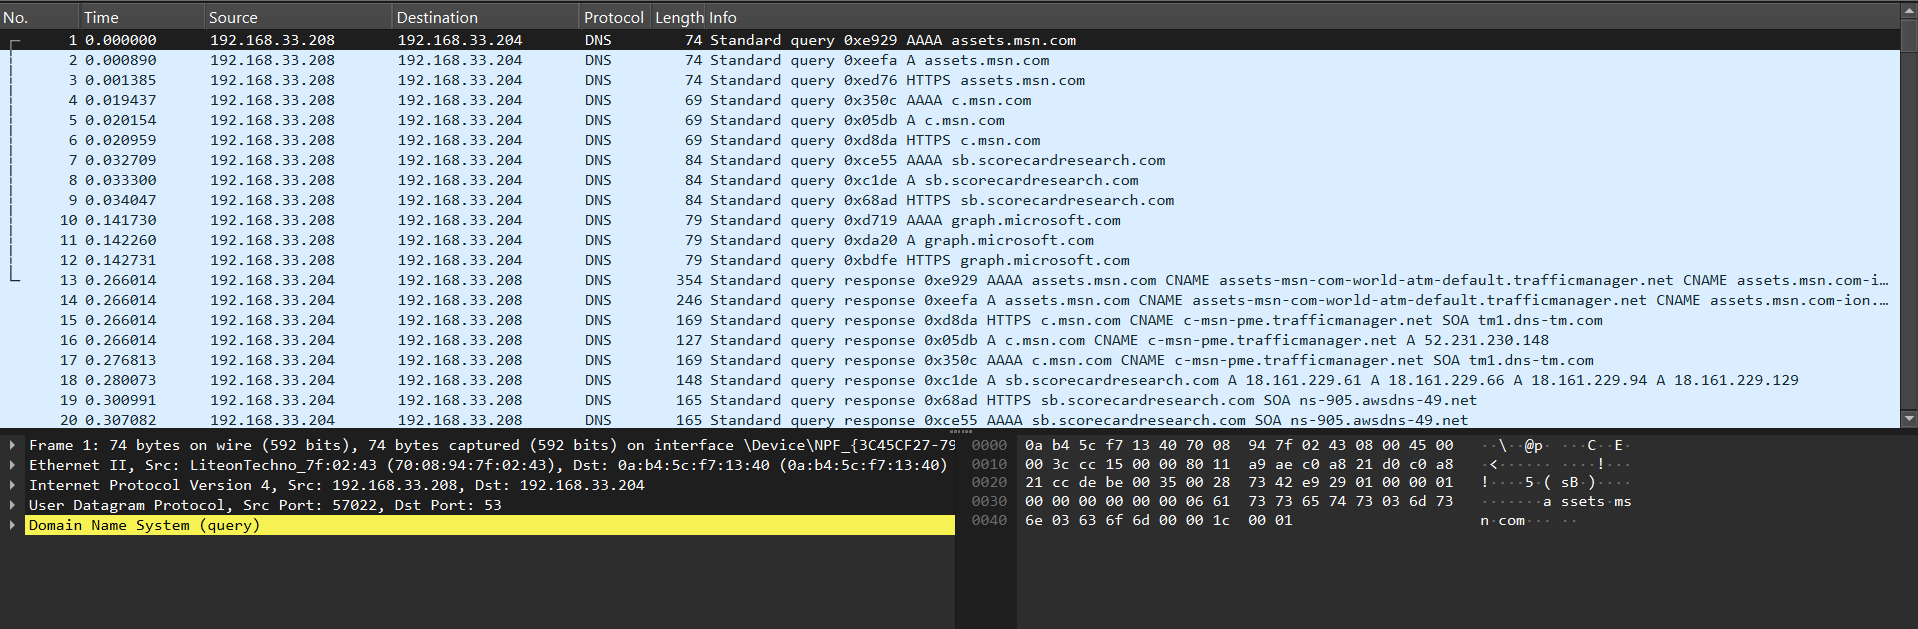 No. Time Source Destination Protocol Length Info
1 0.000000 192.168.33.208 192.168.33.204 DNS 74 Standard query 0xe929 AAAA assets.msn.com
2 0.000890 192.168.33.208 192.168.33.204 DNS 74 Standard query 0xeefa A assets.msn.com
3 0.001385 192.168.33.208 192.168.33.204 DNS 74 Standard query 0xed76 HTTPS assets.msn.com
4 0.019437 192.168.33.208 192.168.33.204 DNS 69 Standard query 0x350c AAAA c.msn.com
5 0.020154 192.168.33.208 192.168.33.204 DNS 69 Standard query 0x05db A c.msn.com
6 0.020959 192.168.33.208 192.168.33.204 DNS 69 Standard query 0xd8da HTTPS c.msn.com
7 0.032709 192.168.33.208 192.168.33.204 DNS 84 Standard query 0xce55 AAAA sb.scorecardresearch.com
8 0.033300 192.168.33.208 192.168.33.204 DNS 84 Standard query 0xc1de A sb.scorecardresearch.com
9 0.034047 192.168.33.208 192.168.33.204 DNS 84 Standard query 0x68ad HTTPS sb.scorecardresearch.com
10 0.141730 192.168.33.208 192.168.33.204 DNS 79 Standard query 0xd719 AAAA graph.microsoft.com
11 0.142260 192.168.33.208 192.168.33.204 DNS 79 Standard query 0xda20 A graph.microsoft.com
12 0.142731 192.168.33.208 192.168.33.204 DNS 79 Standard query 0xbdfe HTTPS graph.microsoft.com
13 0.266014 192.168.33.204 192.168.33.208 DNS 354 Standard query response 0xe929 AAAA assets.msn.com CNAME assets-msn-com-world-atm-default.trafficmanager.net CNAME assets.msn.com-i…
14 0.266014 192.168.33.204 192.168.33.208 DNS 246 Standard query response 0xeefa A assets.msn.com CNAME assets-msn-com-world-atm-default.trafficmanager.net CNAME assets.msn.com-ion.…
15 0.266014 192.168.33.204 192.168.33.208 DNS 169 Standard query response 0xd8da HTTPS c.msn.com CNAME c-msn-pme.trafficmanager.net SOA tm1.dns-tm.com
16 0.266014 192.168.33.204 192.168.33.208 DNS 127 Standard query response 0x05db A c.msn.com CNAME c-msn-pme.trafficmanager.net A 52.231.230.148
17 0.276813 192.168.33.204 192.168.33.208 DNS 169 Standard query response 0x350c AAAA c.msn.com CNAME c-msn-pme.trafficmanager.net SOA tm1.dns-tm.com
18 0.280073 192.168.33.204 192.168.33.208 DNS 148 Standard query response 0xc1de A sb.scorecardresearch.com A 18.161.229.61 A 18.161.229.66 A 18.161.229.94 A 18.161.229.129
19 0.300991 192.168.33.204 192.168.33.208 DNS 165 Standard query response 0x68ad HTTPS sb.scorecardresearch.com SOA ns-905.awsdns-49.net
20 0.307082 192.168.33.204 192.168.33.208 DNS 165 Standard query response 0xce55 AAAA sb.scorecardresearch.com SOA ns-905.awsdns-49.net
Frame 1: 74 bytes on wire (592 bits), 74 bytes captured (592 bits) on interface \Device\NPF_{3C45CF27-79
Ethernet II, Src: LiteonTechno_7f:02:43 (70:08:94:7f:02:43), Dst: 0a:b4:5c:f7:13:40 (0a:b4:5c:f7:13:40)
Internet Protocol Version 4, Src: 192.168.33.208, Dst: 192.168.33.204
User Datagram Protocol, Src Port: 57022, Dst Port: 53
Domain Name System (query)
0000 0a b4 5c f7 13 40 70 08 94 7f 02 43 08 00 45 00 ··\··@p· ···C··E·
0010 00 3c cc 15 00 00 80 11 a9 ae c0 a8 21 d0 c0 a8 ·<······ ····!···
0020 21 cc de be 00 35 00 28 73 42 e9 29 01 00 00 01 !····5·( sB·)····
0030 00 00 00 00 00 00 06 61 73 73 65 74 73 03 6d 73 ·······a ssets·ms
0040 6e 03 63 6f 6d 00 00 1c 00 01 n·com··· ··